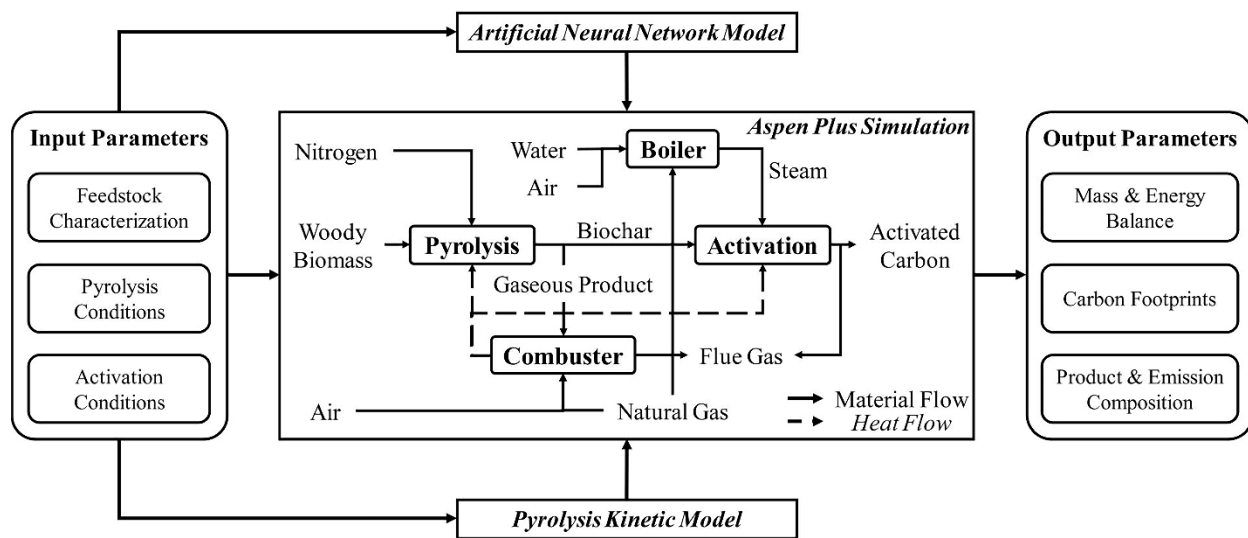 Artificial Neural Network Model
Input Parameters
Feedstock
Characterization
Pyrolysis
Conditions
Activation
Conditions
Aspen Plus Simulation
Nitrogen
Water
Air
Boiler
Steam
Woody
Biomass
Pyrolysis
Biochar
Activation
Activated
Carbon
Gaseous Product
Combuster
Flue Gas
Air
Natural Gas
Material Flow
Heat Flow
Output Parameters
Mass & Energy
Balance
Carbon Footprints
Product & Emission
Composition
Pyrolysis Kinetic Model